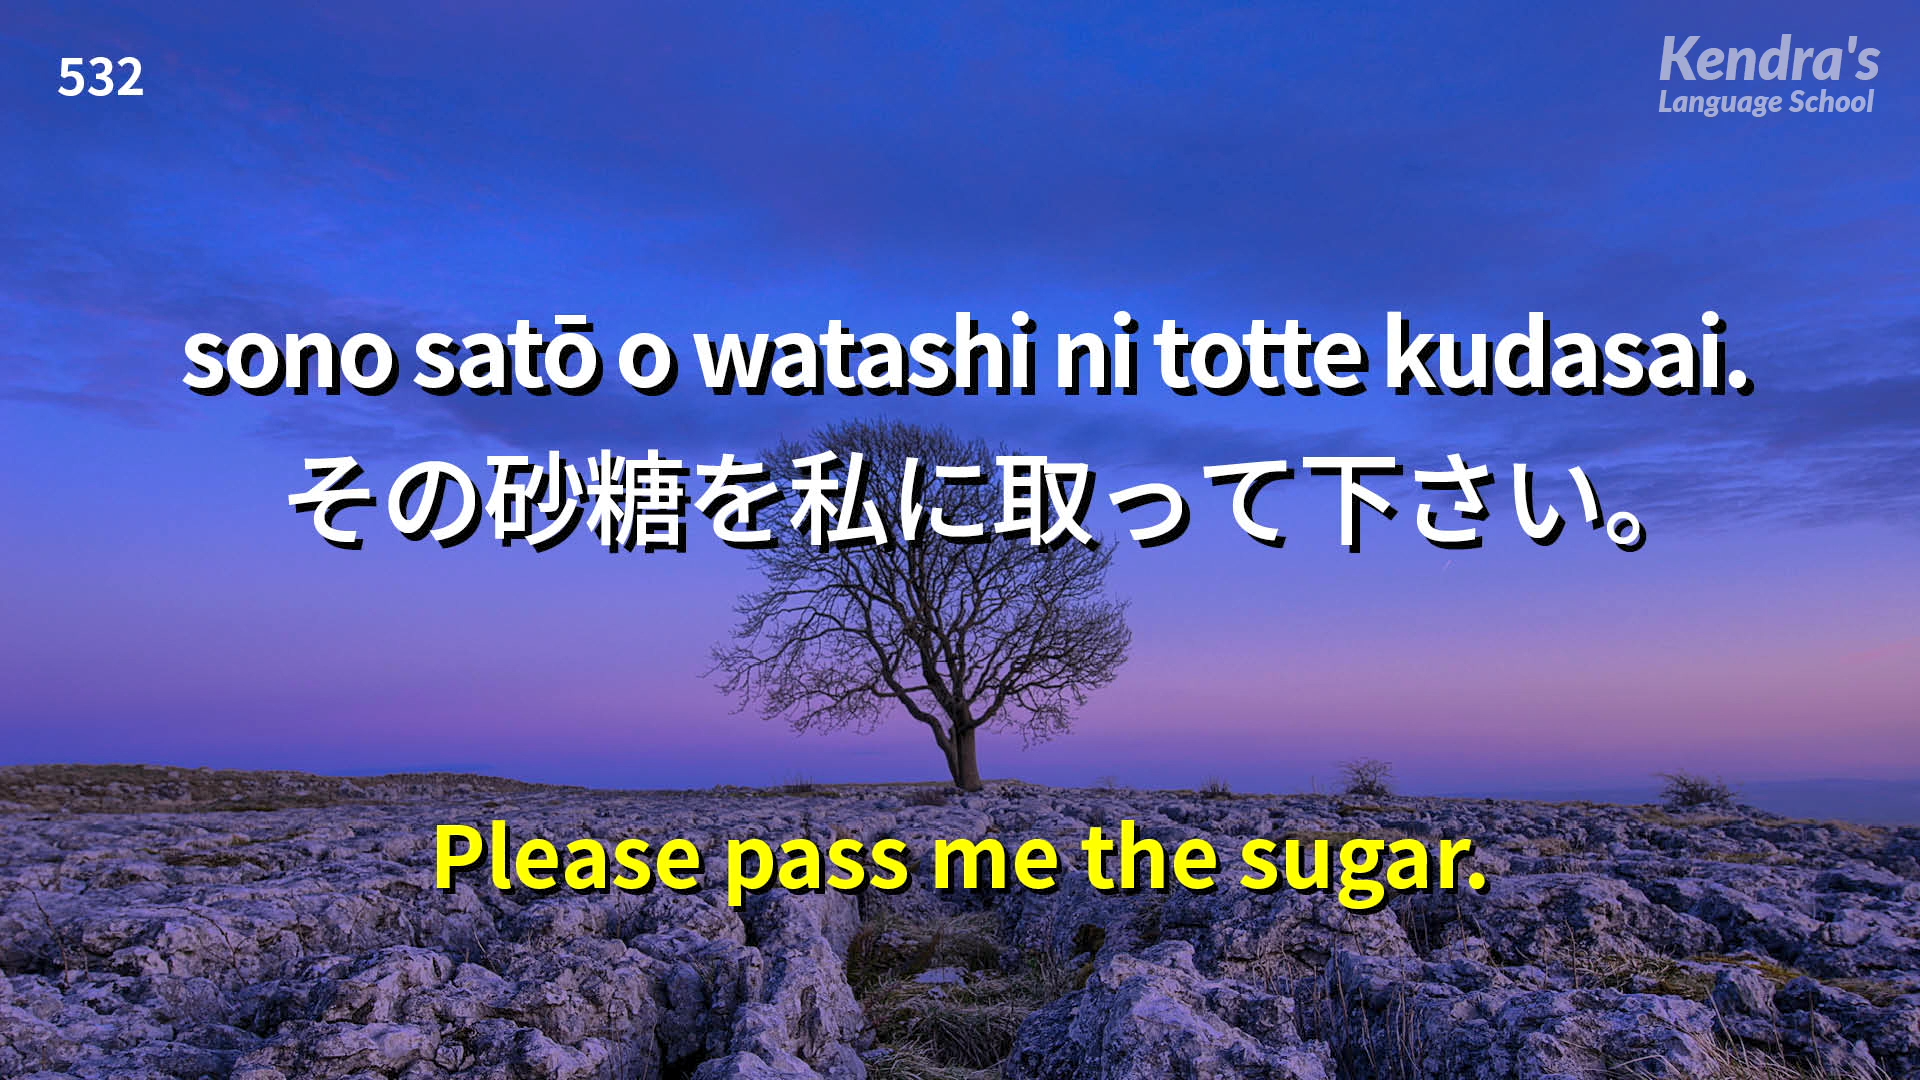 532
Kendra's
Language School
sono satō o watashi ni totte kudasai.
その砂糖を私に取って下さい。
Please pass me the sugar.